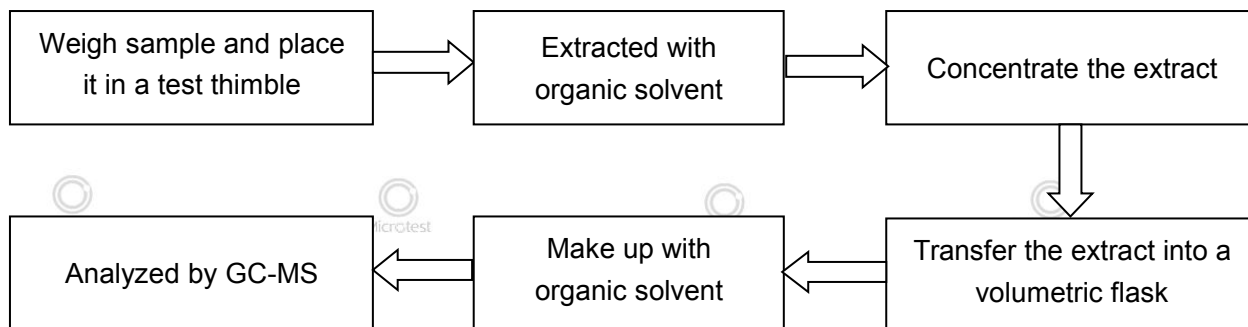 Weigh sample and place
it in a test thimble
Extracted with
organic solvent
Concentrate the extract
Transfer the extract into a
volumetric flask
Make up with
organic solvent
Analyzed by GC-MS
Microtest